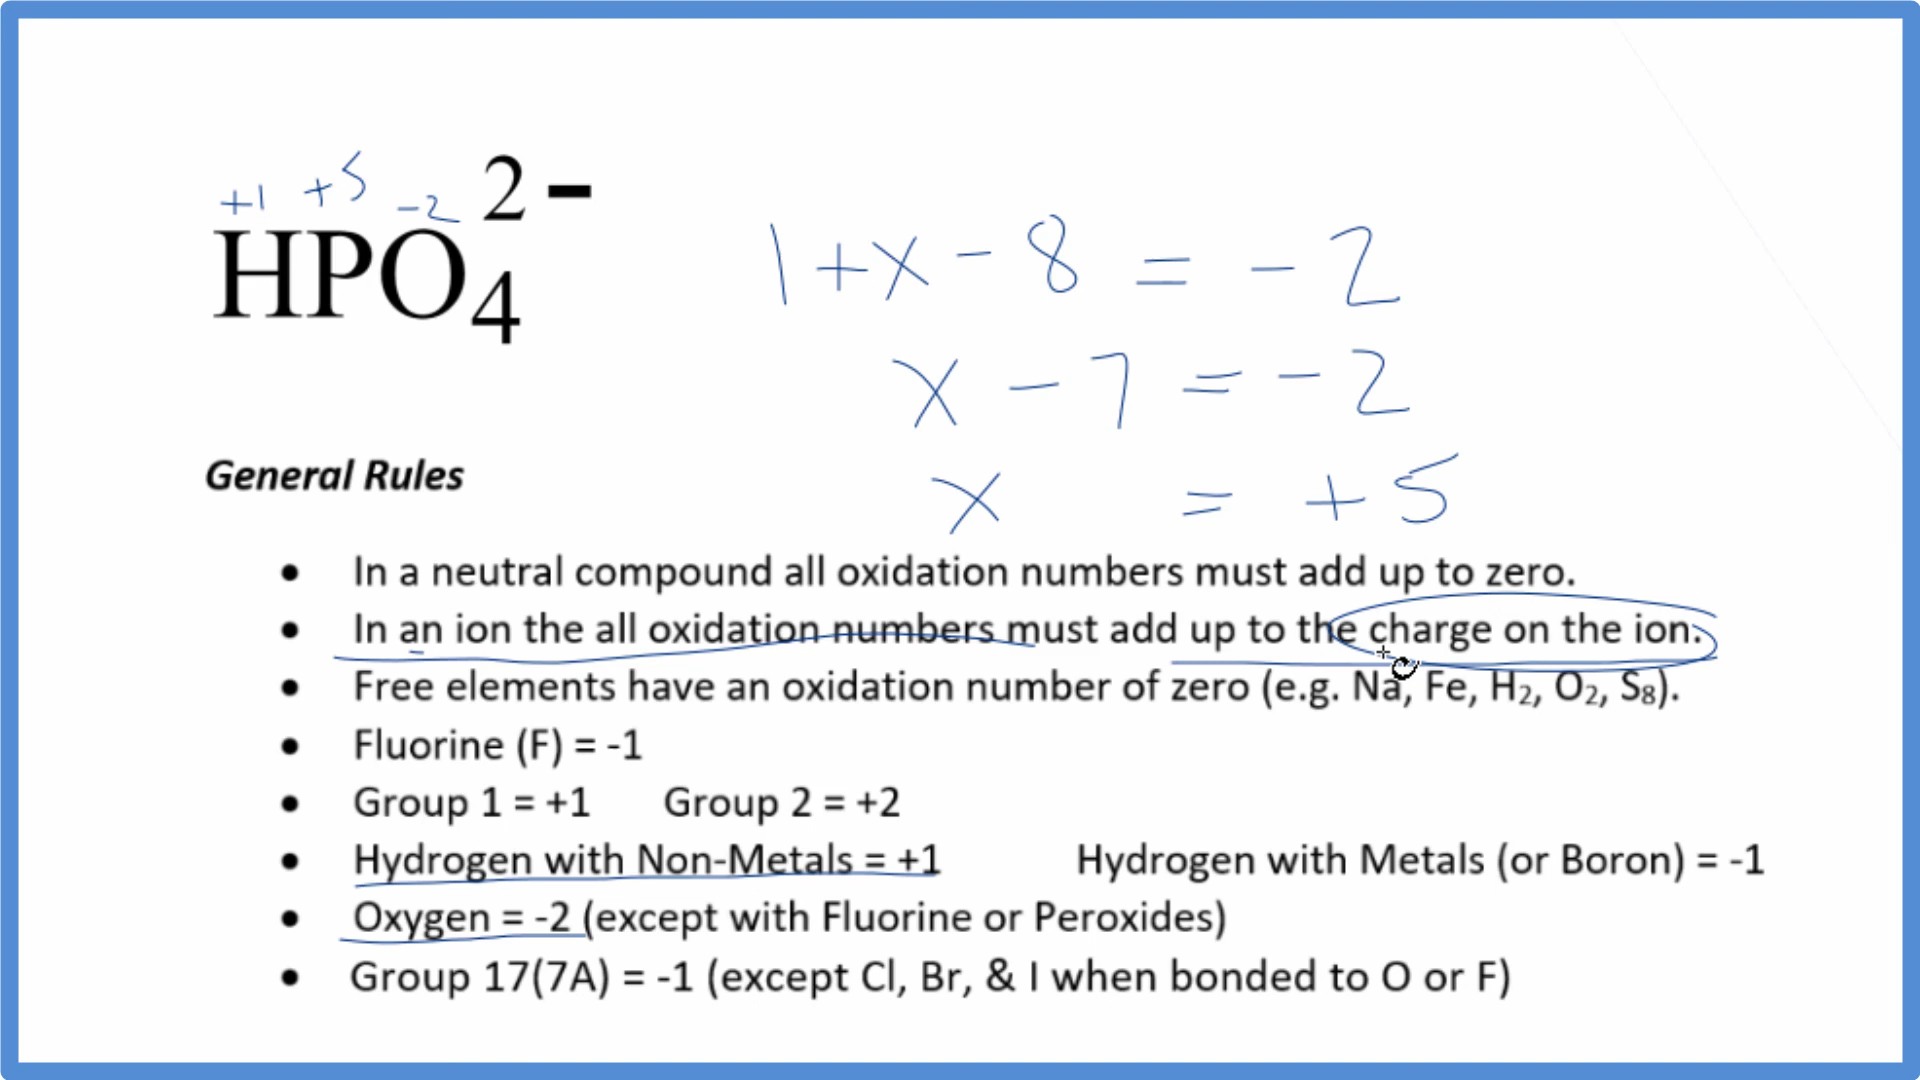 +1 +5 -2
HPO₄²⁻
1+x-8 = -2
x-7 = -2
x = +5
General Rules
• In a neutral compound all oxidation numbers must add up to zero.
• In an ion the all oxidation numbers must add up to the charge on the ion.
• Free elements have an oxidation number of zero (e.g. Na, Fe, H₂, O₂, S₈).
• Fluorine (F) = -1
• Group 1 = +1 Group 2 = +2
• Hydrogen with Non-Metals = +1 Hydrogen with Metals (or Boron) = -1
• Oxygen = -2 (except with Fluorine or Peroxides)
• Group 17(7A) = -1 (except Cl, Br, & I when bonded to O or F)